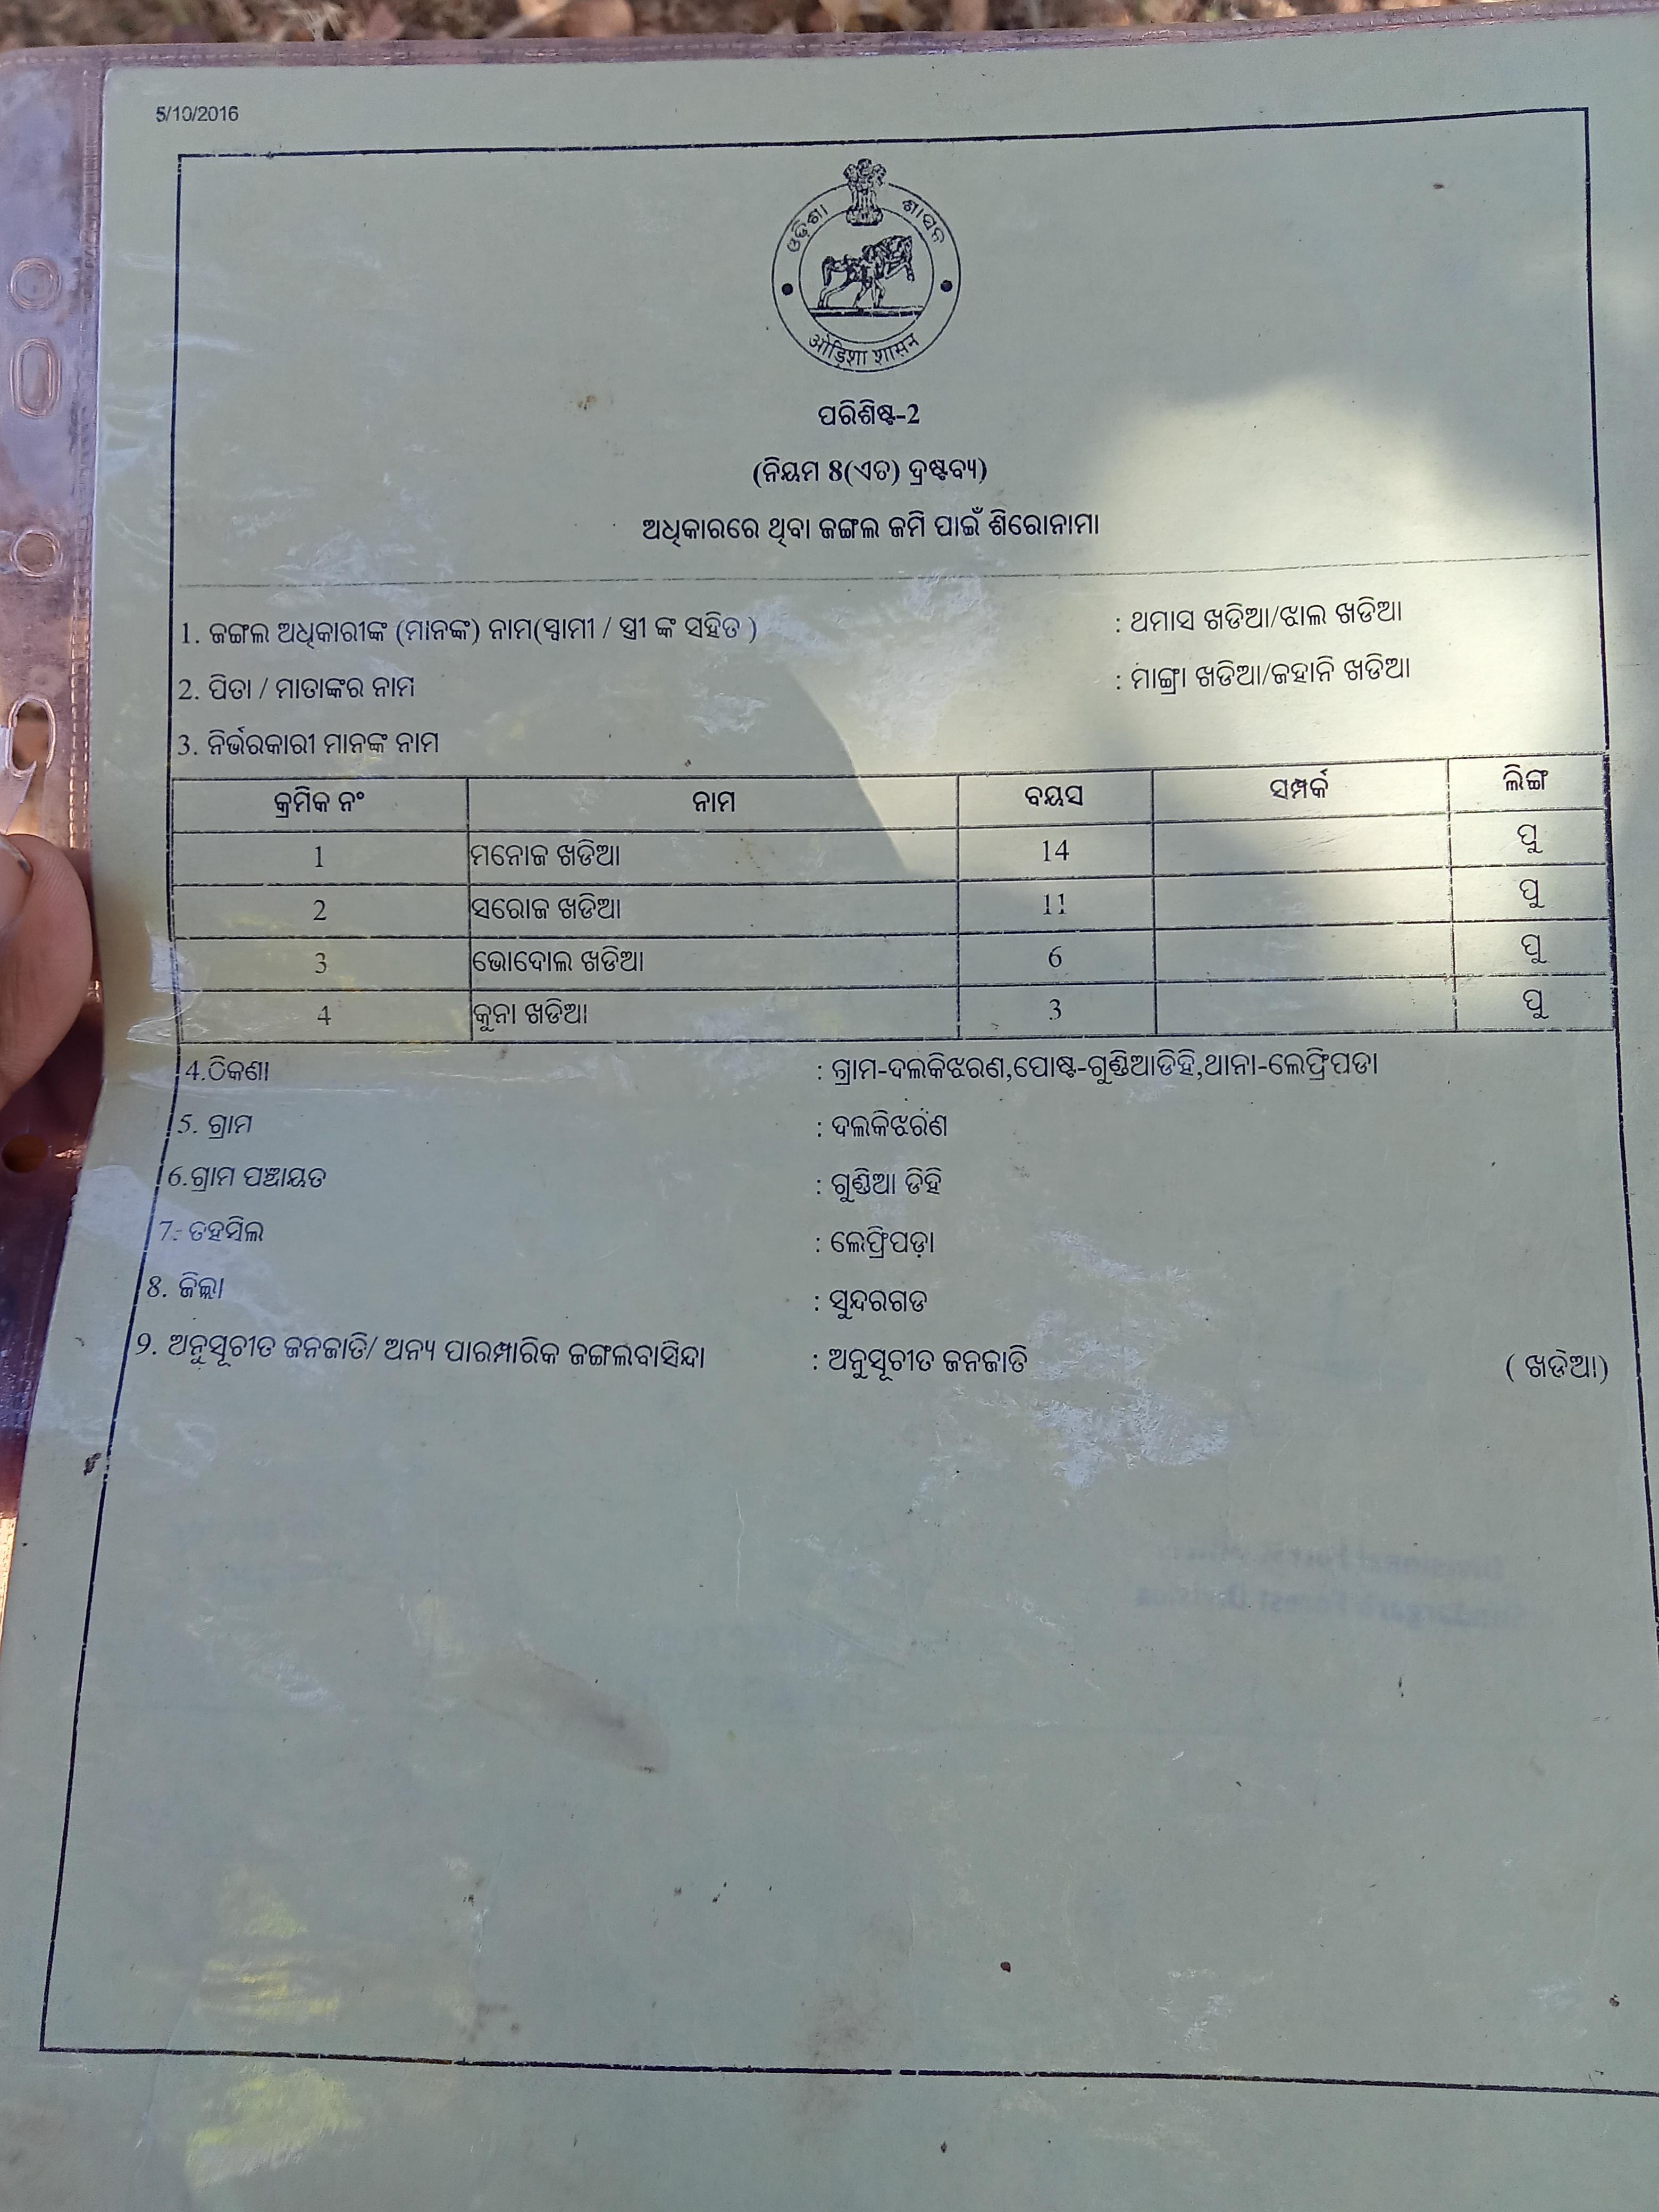 5/10/2016
ଓଡ଼ିଶା ଶାସନ
ओड़िशा शासन
ପରିଶିଷ୍ଟ-2
(ନିୟମ 8(ଏଚ) ଦ୍ରଷ୍ଟବ୍ୟ)
ଅଧିକାରରେ ଥିବା ଜଙ୍ଗଲ ଜମି ପାଇଁ ଶିରୋନାମା
1. ଜଙ୍ଗଲ ଅଧିକାରୀଙ୍କ (ମାନଙ୍କ) ନାମ(ସ୍ଵାମୀ / ସ୍ତ୍ରୀ ଙ୍କ ସହିତ ) : ଥମାସ ଖଡିଆ/ଝାଲ ଖଡିଆ
2. ପିତା / ମାତାଙ୍କର ନାମ : ମାଙ୍ଗ୍ରା ଖଡିଆ/ଜହାନି ଖଡିଆ
3. ନିର୍ଭରକାରୀ ମାନଙ୍କ ନାମ
କ୍ରମିକ ନଂ ନାମ ବୟସ ସମ୍ପର୍କ ଲିଙ୍ଗ
1 ମନୋଜ ଖଡିଆ 14 ପୁ
2 ସରୋଜ ଖଡିଆ 11 ପୁ
3 ଭୋଦୋଲ ଖଡିଆ 6 ପୁ
4 କୁନା ଖଡିଆ 3 ପୁ
4.ଠିକଣା : ଗ୍ରାମ-ଦଲକିଝରଣ,ପୋଷ୍ଟ-ଗୁଣ୍ଡିଆଡିହି,ଥାନା-ଲେଫ୍ରିପଡା
5. ଗ୍ରାମ : ଦଲକିଝରଣ
6.ଗ୍ରାମ ପଞ୍ଚାୟତ : ଗୁଣ୍ଡିଆ ଡିହି
7. ତହସିଲ : ଲେଫ୍ରିପଡ଼ା
8. ଜିଲ୍ଲା : ସୁନ୍ଦରଗଡ
୨. ଅନୁସୂଚୀତ ଜନଜାତି/ ଅନ୍ୟ ପାରମ୍ପାରିକ ଜଙ୍ଗଲବାସିନ୍ଦା : ଅନୁସୂଚୀତ ଜନଜାତି ( ଖଡିଆ)